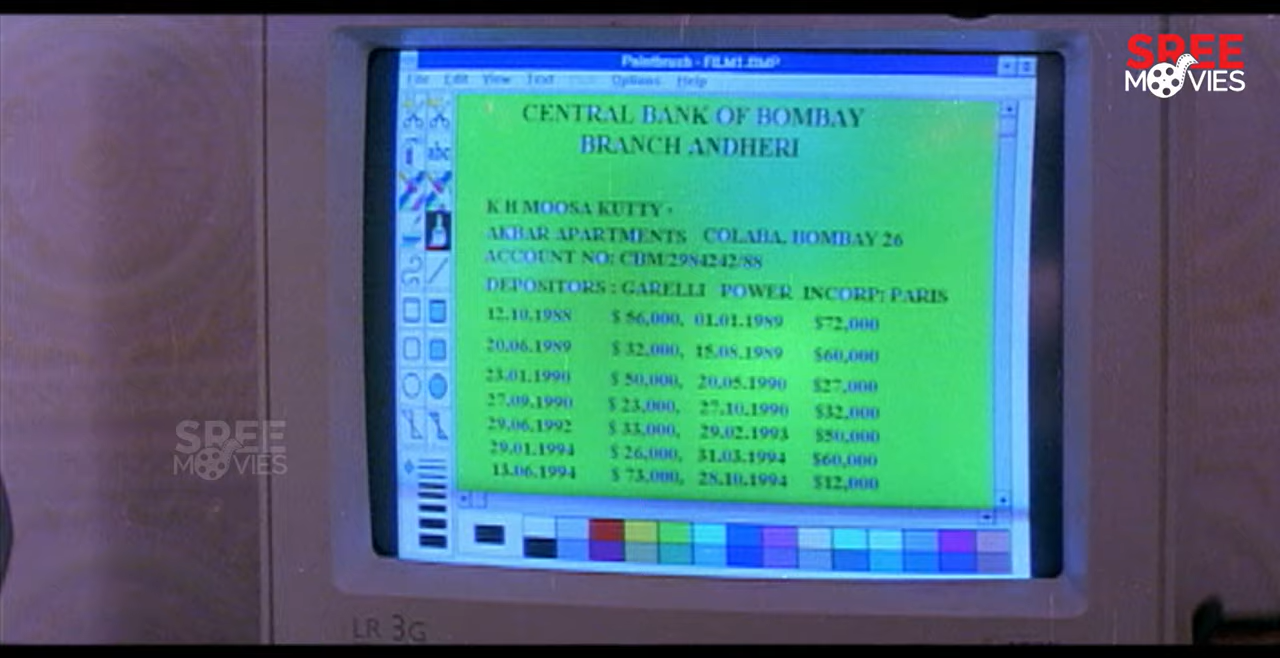 SREE
MOVIES
Paintbrush - FILM1.BMP
File Edit View Text Options Help
CENTRAL BANK OF BOMBAY
BRANCH ANDHERI
abc
K H MOOSA KUTTY -
AKBAR APARTMENTS COLABA, BOMBAY 26
ACCOUNT NO: CBM/2984242/88
DEPOSITORS : GARELLI POWER INCORP; PARIS
12.10.1988 $ 56,000, 01.01.1989 $72,000
20.06.1989 $ 32,000, 15.08.1989 $60,000
23.01.1990 $ 50,000, 20.05.1990 $27,000
27.09.1990 $ 23,000, 27.10.1990 $32,000
29.06.1992 $ 33,000, 29.02.1993 $50,000
29.01.1994 $ 26,000, 31.03.1994 $60,000
13.06.1994 $ 73,000, 28.10.1994 $12,000
SREE
MOVIES
LR 3G